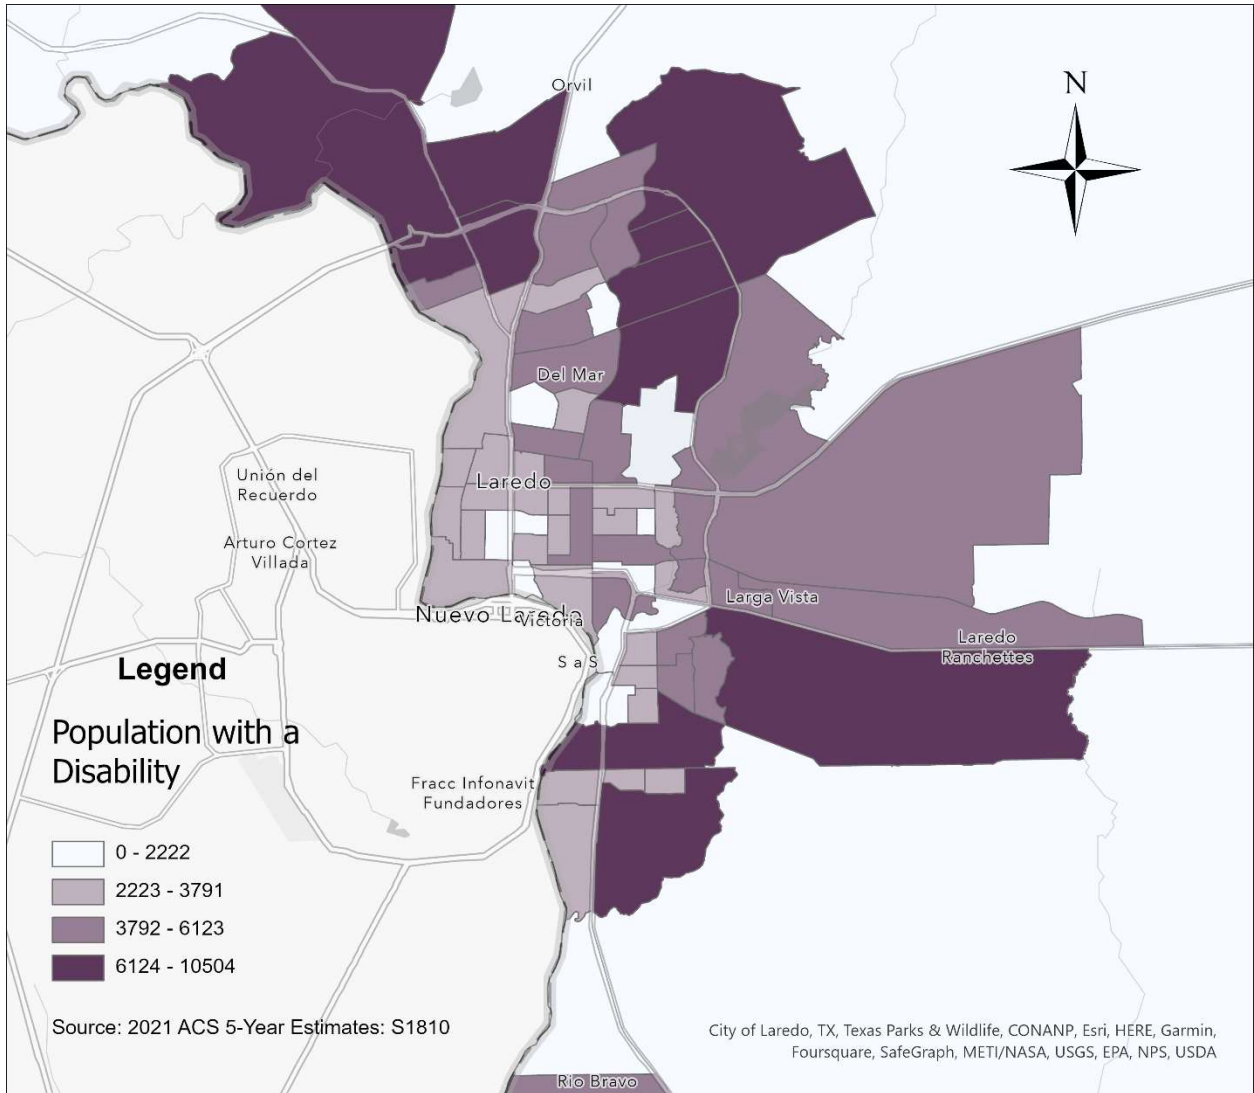 Orvil
N
Del Mar
Laredo
Unión del
Recuerdo
Arturo Cortez
Villada
Nuevo Laredo
Victoria
Larga Vista
Laredo
Ranchettes
S a S
Legend
Population with a
Disability
Fracc Infonavit
Fundadores
0 - 2222
2223 - 3791
3792 - 6123
6124 - 10504
Source: 2021 ACS 5-Year Estimates: S1810
City of Laredo, TX, Texas Parks & Wildlife, CONANP, Esri, HERE, Garmin,
Foursquare, SafeGraph, METI/NASA, USGS, EPA, NPS, USDA
Rio Bravo